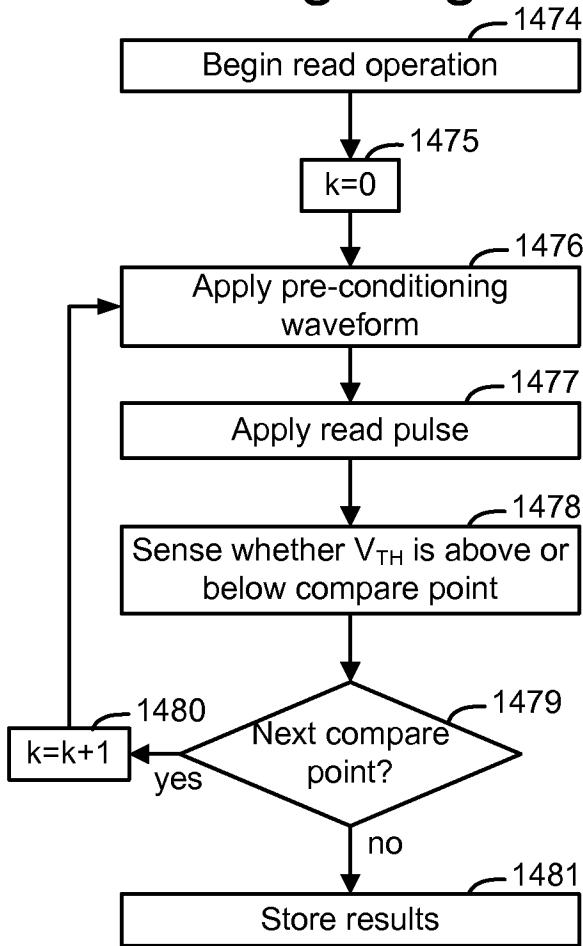 1474
Begin read operation
1475
k=0
1476
Apply pre-conditioning
waveform
1477
Apply read pulse
1478
Sense whether V_TH is above or
below compare point
1479
Next compare
point?
1480
k=k+1
yes
no
1481
Store results